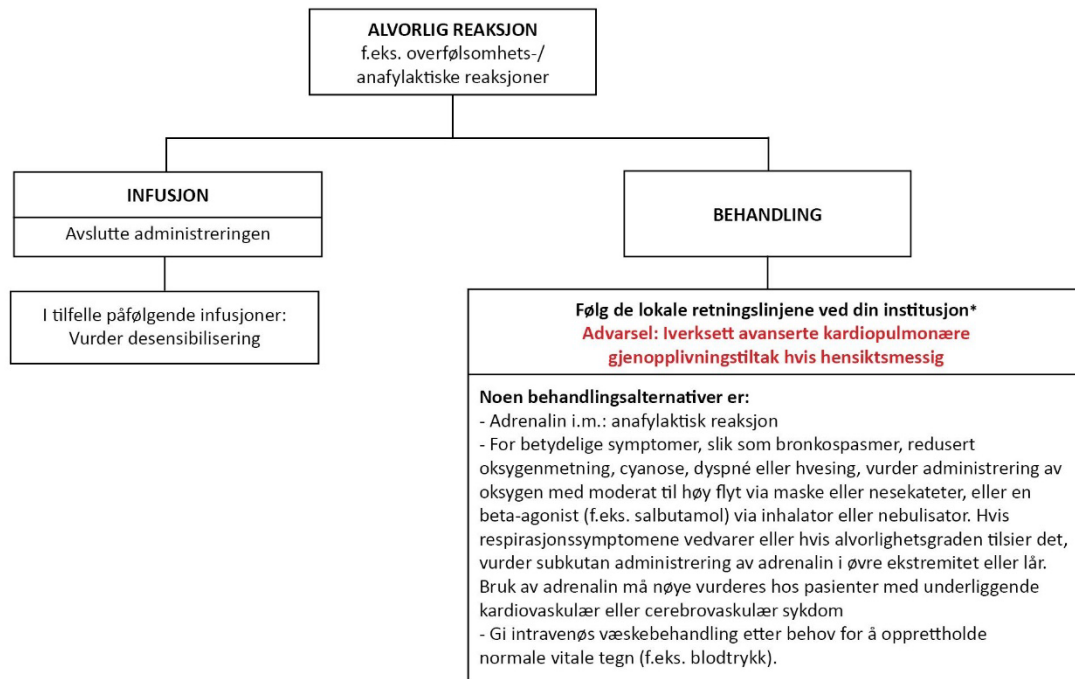 ALVORLIG REAKSJON
f.eks. overfølsomhets-/
anafylaktiske reaksjoner
INFUSJON
Avslutte administreringen
I tilfelle påfølgende infusjoner:
Vurder desensibilisering
BEHANDLING
Følg de lokale retningslinjene ved din institusjon*
Advarsel: Iverksett avanserte kardiopulmonære
gjenopplivningstiltak hvis hensiktsmessig
Noen behandlingsalternativer er:
- Adrenalin i.m.: anafylaktisk reaksjon
- For betydelige symptomer, slik som bronkospasmer, redusert
oksygenmetning, cyanose, dyspné eller hvesing, vurder administrering av
oksygen med moderat til høy flyt via maske eller nesekateter, eller en
beta-agonist (f.eks. salbutamol) via inhalator eller nebulisator. Hvis
respirasjonssymptomene vedvarer eller hvis alvorlighetsgraden tilsier det,
vurder subkutan administrering av adrenalin i øvre ekstremitet eller lår.
Bruk av adrenalin må nøye vurderes hos pasienter med underliggende
kardiovaskulær eller cerebrovaskulær sykdom
- Gi intravenøs væskebehandling etter behov for å opprettholde
normale vitale tegn (f.eks. blodtrykk).